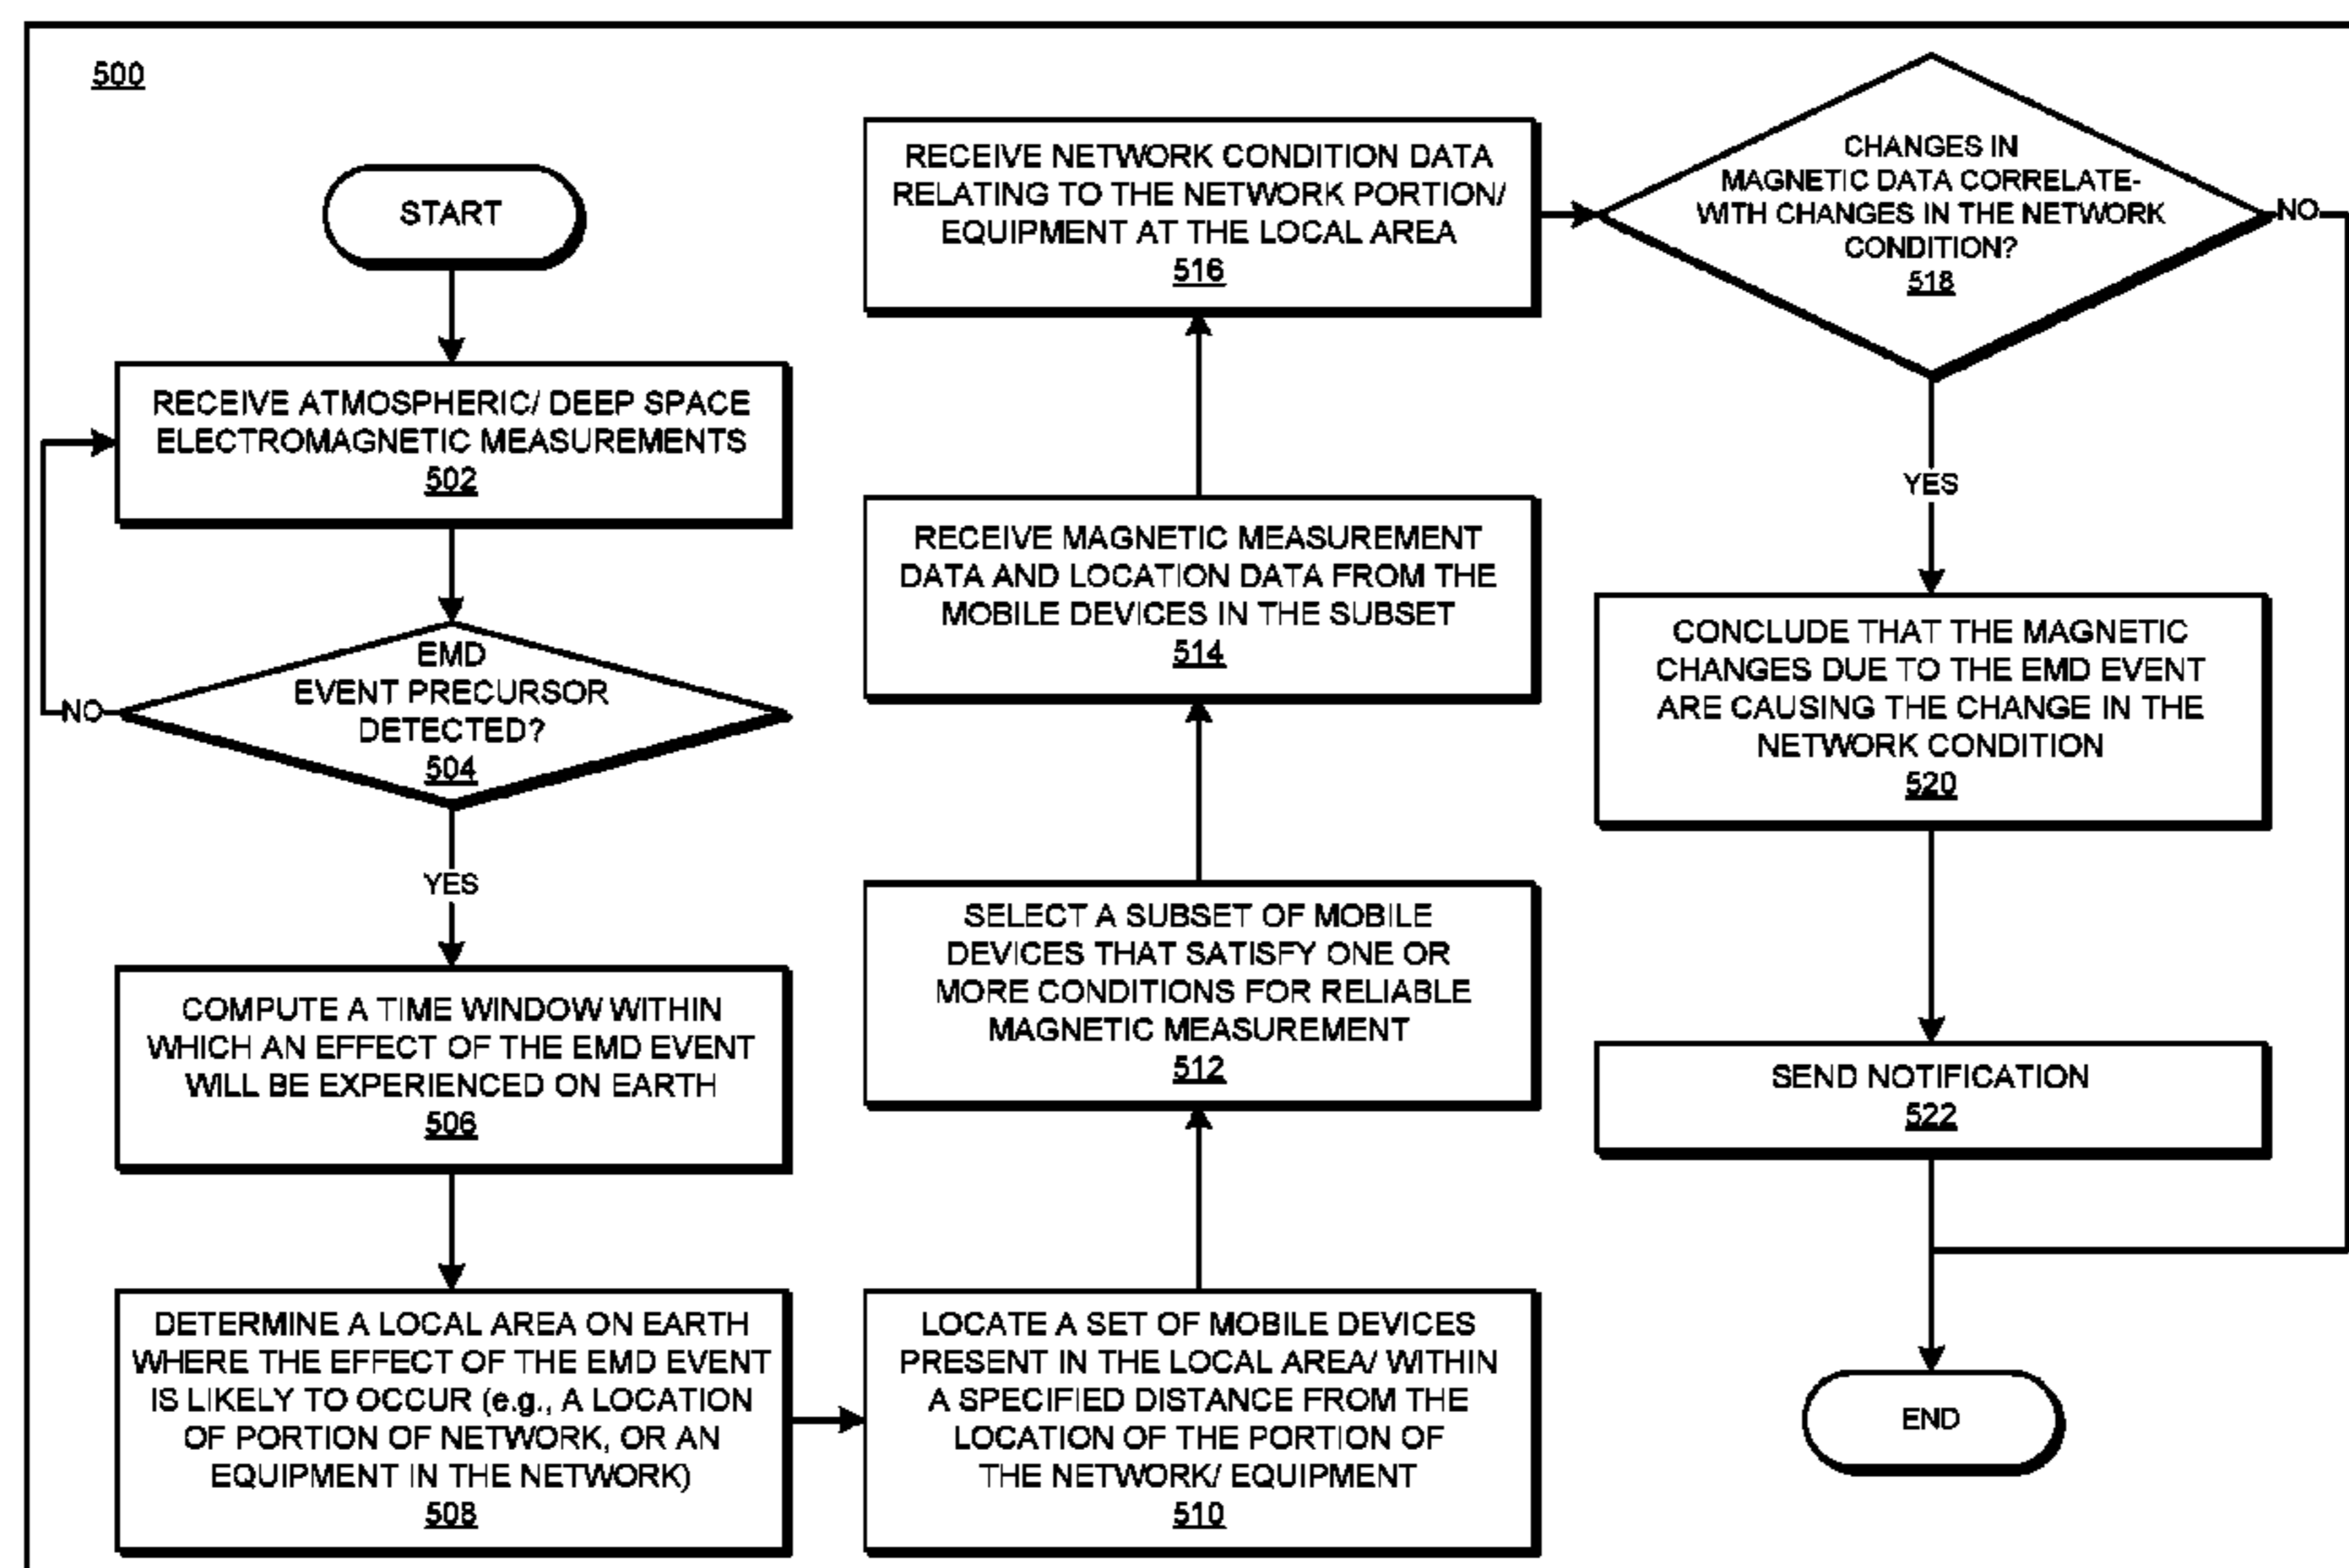 500
START
RECEIVE ATMOSPHERIC/ DEEP SPACE
ELECTROMAGNETIC MEASUREMENTS
502
EMD
EVENT PRECURSOR
DETECTED?
504
NO
YES
COMPUTE A TIME WINDOW WITHIN
WHICH AN EFFECT OF THE EMD EVENT
WILL BE EXPERIENCED ON EARTH
506
DETERMINE A LOCAL AREA ON EARTH
WHERE THE EFFECT OF THE EMD EVENT
IS LIKELY TO OCCUR (e.g., A LOCATION
OF PORTION OF NETWORK, OR AN
EQUIPMENT IN THE NETWORK)
508
LOCATE A SET OF MOBILE DEVICES
PRESENT IN THE LOCAL AREA/ WITHIN
A SPECIFIED DISTANCE FROM THE
LOCATION OF THE PORTION OF
THE NETWORK/ EQUIPMENT
510
SELECT A SUBSET OF MOBILE
DEVICES THAT SATISFY ONE OR
MORE CONDITIONS FOR RELIABLE
MAGNETIC MEASUREMENT
512
RECEIVE MAGNETIC MEASUREMENT
DATA AND LOCATION DATA FROM THE
MOBILE DEVICES IN THE SUBSET
514
RECEIVE NETWORK CONDITION DATA
RELATING TO THE NETWORK PORTION/
EQUIPMENT AT THE LOCAL AREA
516
CHANGES IN
MAGNETIC DATA CORRELATE-
WITH CHANGES IN THE NETWORK
CONDITION?
518
NO
YES
CONCLUDE THAT THE MAGNETIC
CHANGES DUE TO THE EMD EVENT
ARE CAUSING THE CHANGE IN THE
NETWORK CONDITION
520
SEND NOTIFICATION
522
END